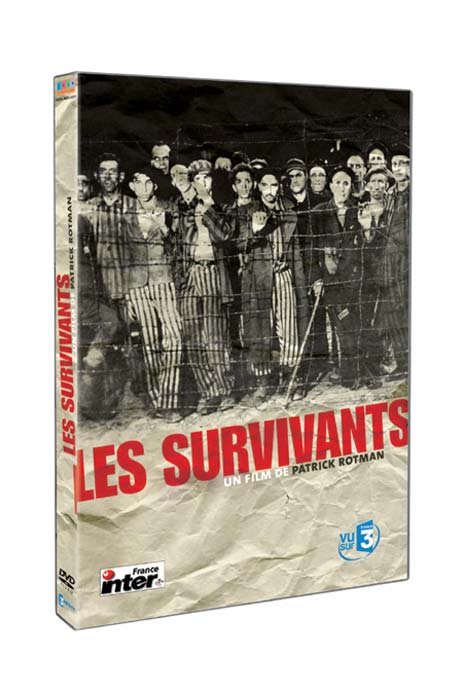 LES SURVIVANTS
UN FILM DE PATRICK ROTMAN
LES SURVIVANTS
UN FILM DE PATRICK ROTMAN
vu
sur
3
France
inter
DVD